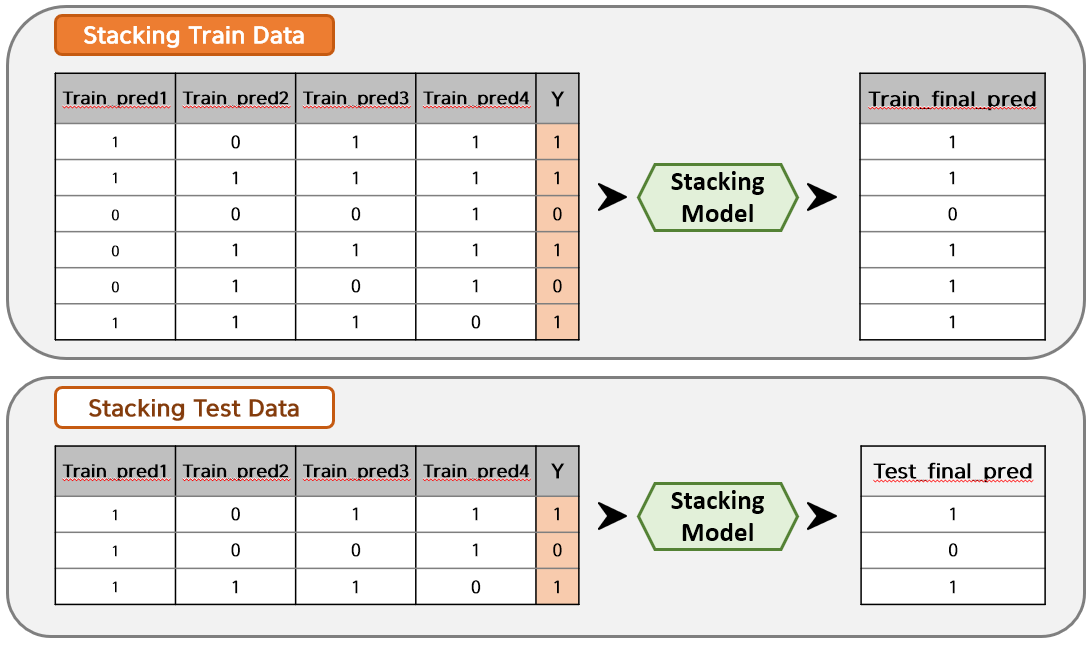 Stacking Train Data
Train_pred1 Train_pred2 Train_pred3 Train_pred4 Y
1 0 1 1 1
1 1 1 1 1
0 0 0 1 0
0 1 1 1 1
0 1 0 1 0
1 1 1 0 1
Stacking
Model
Train_final_pred
1
1
0
1
1
1
Stacking Test Data
Train_pred1 Train_pred2 Train_pred3 Train_pred4 Y
1 0 1 1 1
1 0 0 1 0
1 1 1 0 1
Stacking
Model
Test_final_pred
1
0
1